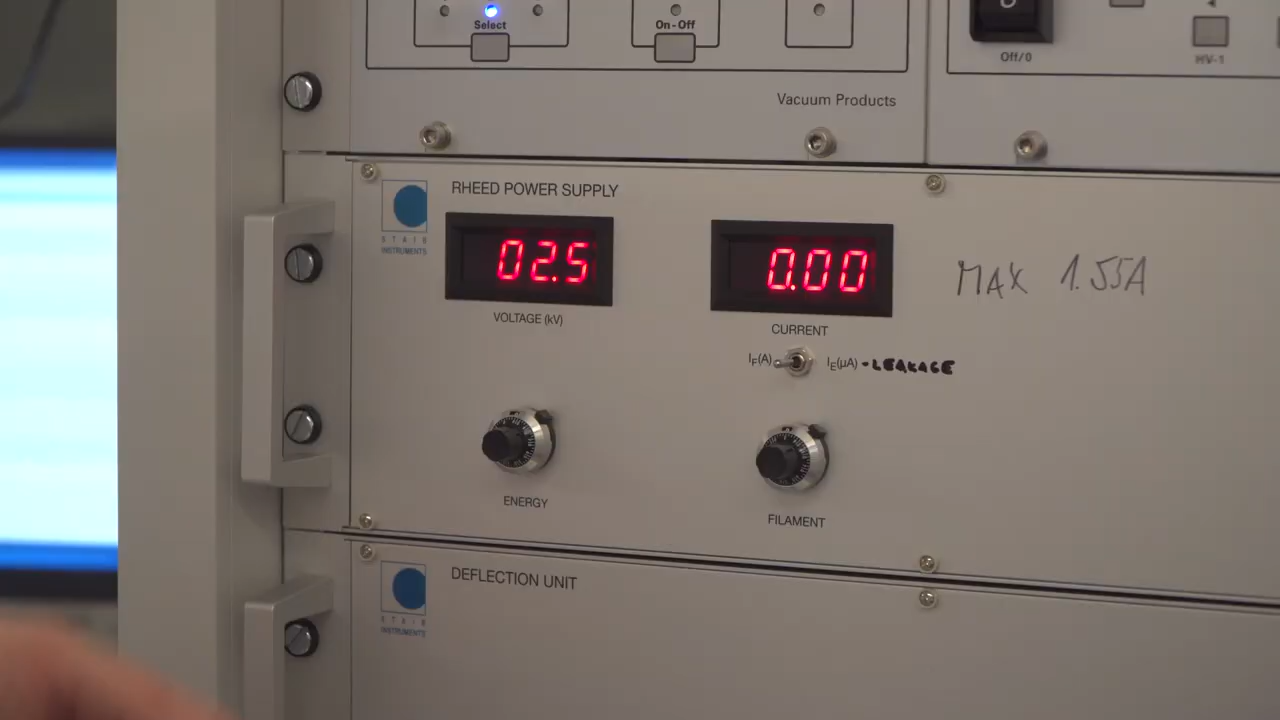 Select
On-Off
Off/0
HV-1
Vacuum Products
RHEED POWER SUPPLY
STAIB
INSTRUMENTS
02.5
0.00
MAX 1.55A
VOLTAGE (kV)
CURRENT
IF(A)
IE(μA) -LEAKAGE
ENERGY
FILAMENT
DEFLECTION UNIT
STAIB
INSTRUMENTS